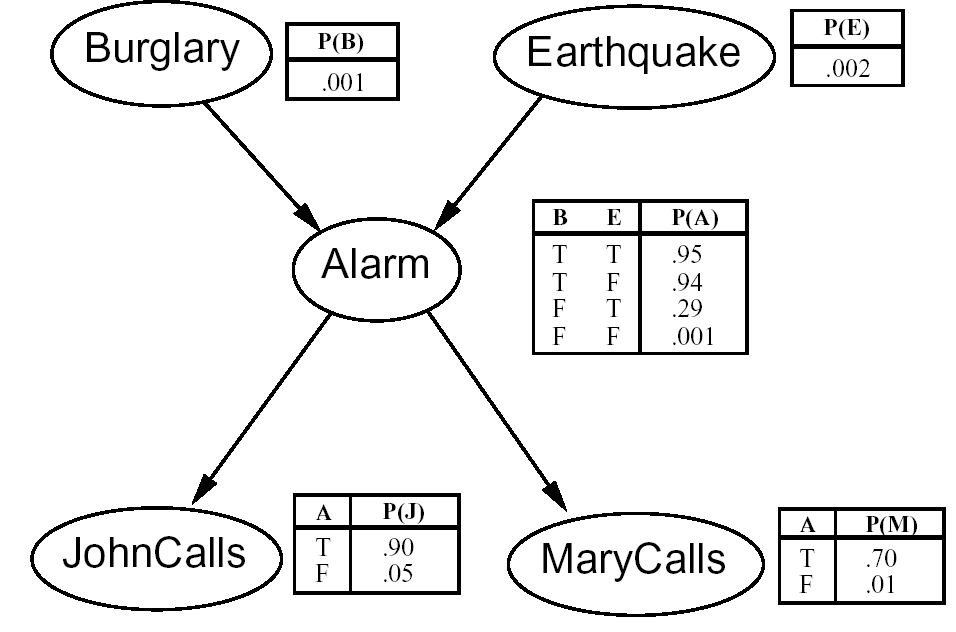 Burglary
P(B)
.001
Earthquake
P(E)
.002
Alarm
B E P(A)
T T .95
T F .94
F T .29
F F .001
JohnCalls
A P(J)
T .90
F .05
MaryCalls
A P(M)
T .70
F .01